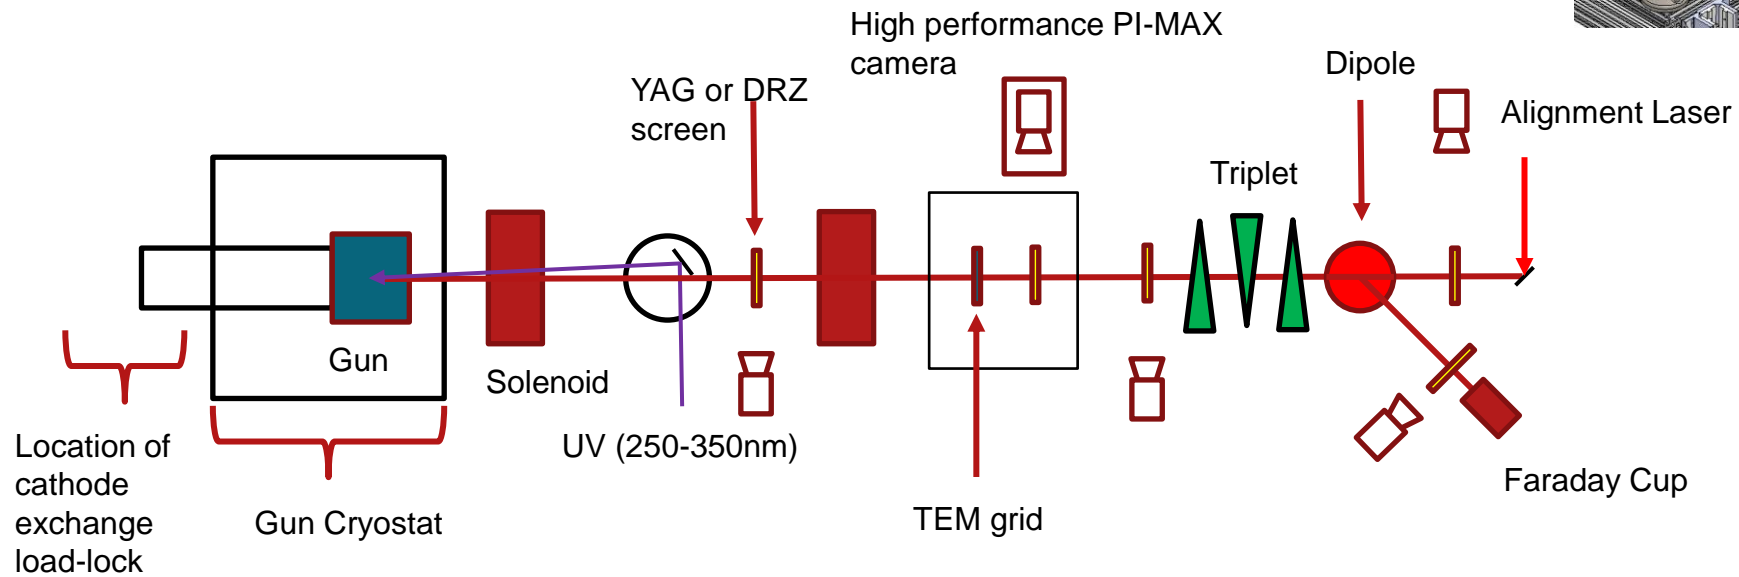 High performance PI-MAX
camera
YAG or DRZ
screen
Dipole
Alignment Laser
Triplet
Gun
Solenoid
UV (250-350nm)
Location of
cathode
exchange
load-lock
Gun Cryostat
TEM grid
Faraday Cup